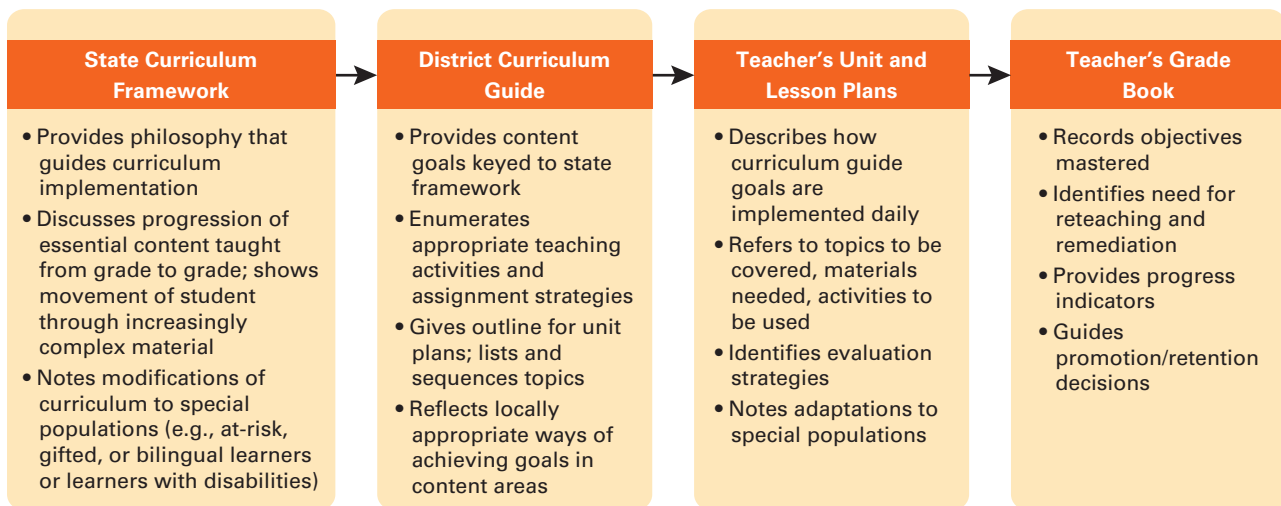 State Curriculum
Framework
• Provides philosophy that
guides curriculum
implementation
• Discusses progression of
essential content taught
from grade to grade; shows
movement of student
through increasingly
complex material
• Notes modifications of
curriculum to special
populations (e.g., at-risk,
gifted, or bilingual learners
or learners with disabilities)
District Curriculum
Guide
• Provides content
goals keyed to state
framework
• Enumerates
appropriate teaching
activities and
assignment strategies
• Gives outline for unit
plans; lists and
sequences topics
• Reflects locally
appropriate ways of
achieving goals in
content areas
Teacher's Unit and
Lesson Plans
• Describes how
curriculum guide
goals are
implemented daily
• Refers to topics to be
covered, materials
needed, activities to
be used
• Identifies evaluation
strategies
• Notes adaptations to
special populations
Teacher's Grade
Book
• Records objectives
mastered
• Identifies need for
reteaching and
remediation
• Provides progress
indicators
• Guides
promotion/retention
decisions